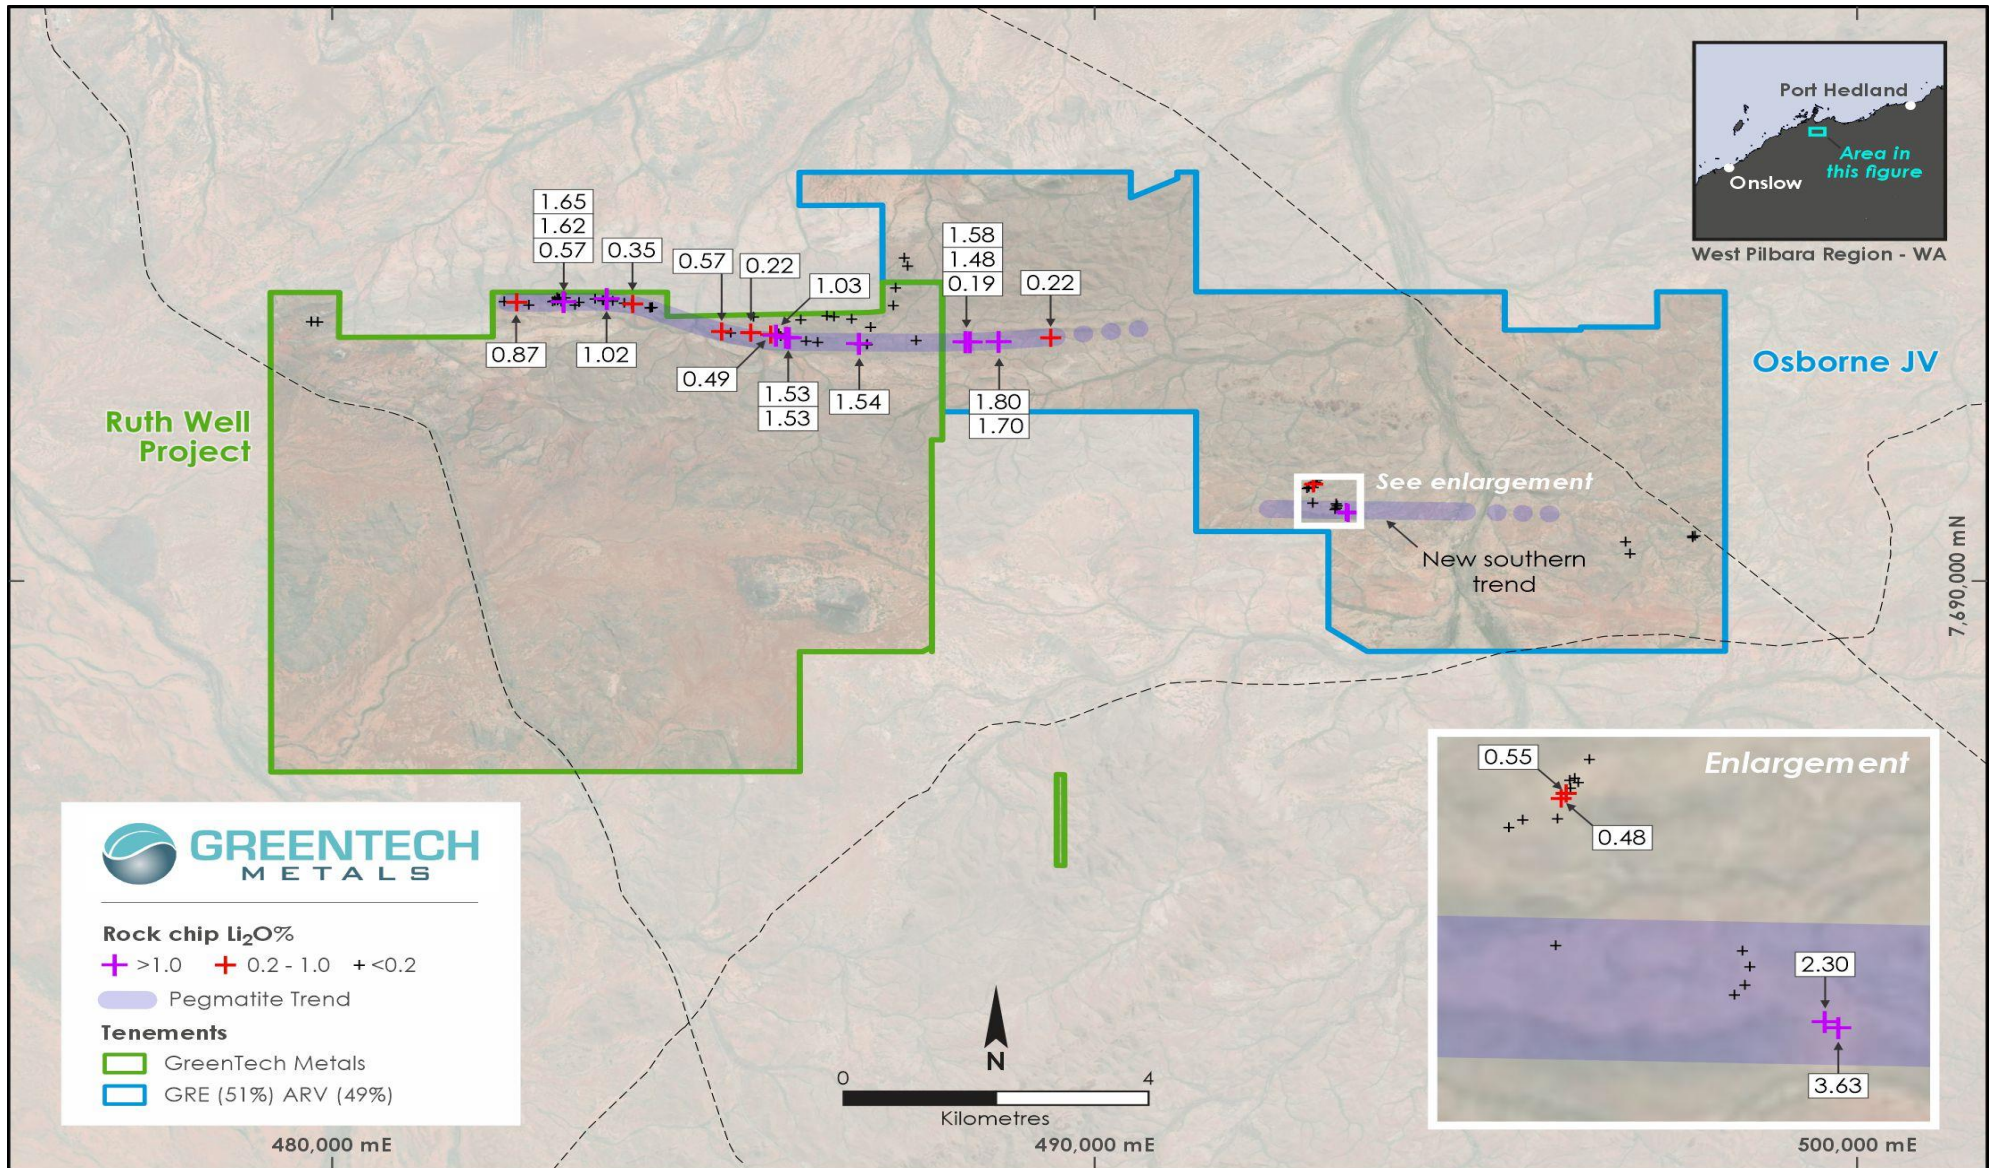 Port Hedland
Area in
this figure
Onslow
West Pilbara Region - WA
1.65
1.62
0.57
0.35
0.57
0.22
1.03
1.58
1.48
0.19
0.22
0.87
1.02
0.49
1.53
1.53
1.54
1.80
1.70
Osborne JV
Ruth Well
Project
See enlargement
New southern
trend
7,690,000 mN
Enlargement
0.55
0.48
2.30
3.63
GREENTECH
METALS
Rock chip Li₂O%
>1.0 0.2 - 1.0 <0.2
Pegmatite Trend
Tenements
GreenTech Metals
GRE (51%) ARV (49%)
N
0 4
Kilometres
480,000 mE 490,000 mE 500,000 mE